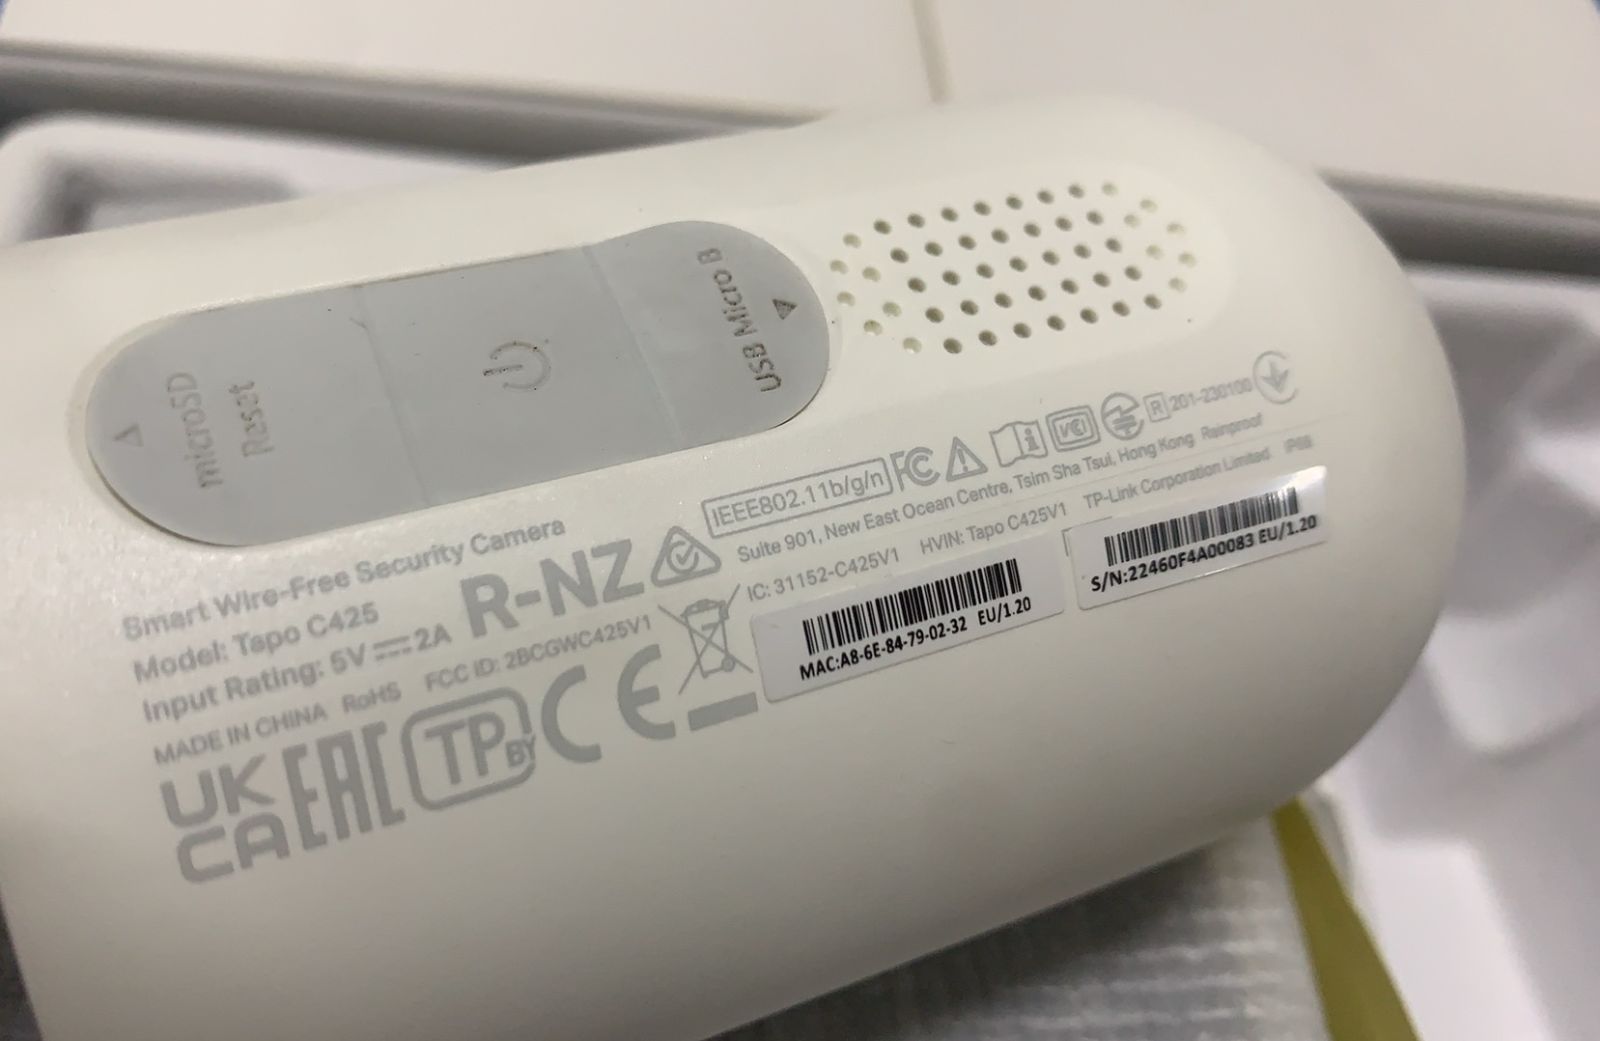 microSD
Reset
USB Micro B
Smart Wire-Free Security Camera
Model: Tapo C425
Input Rating: 5V⎓2A
MADE IN CHINA RoHS FCC ID: 2BCGWC425V1
R-NZ
UK
CA
EAC
TP
BY
CE
IEEE802.11b/g/n FC VCI R 201-230100
Suite 901, New East Ocean Centre, Tsim Sha Tsui, Hong Kong Rainproof
IC: 31152-C425V1 HVIN: Tapo C425V1 TP-Link Corporation Limited IP66
MAC:A8-6E-84-79-02-32 EU/1.20
S/N:22460F4A00083 EU/1.20